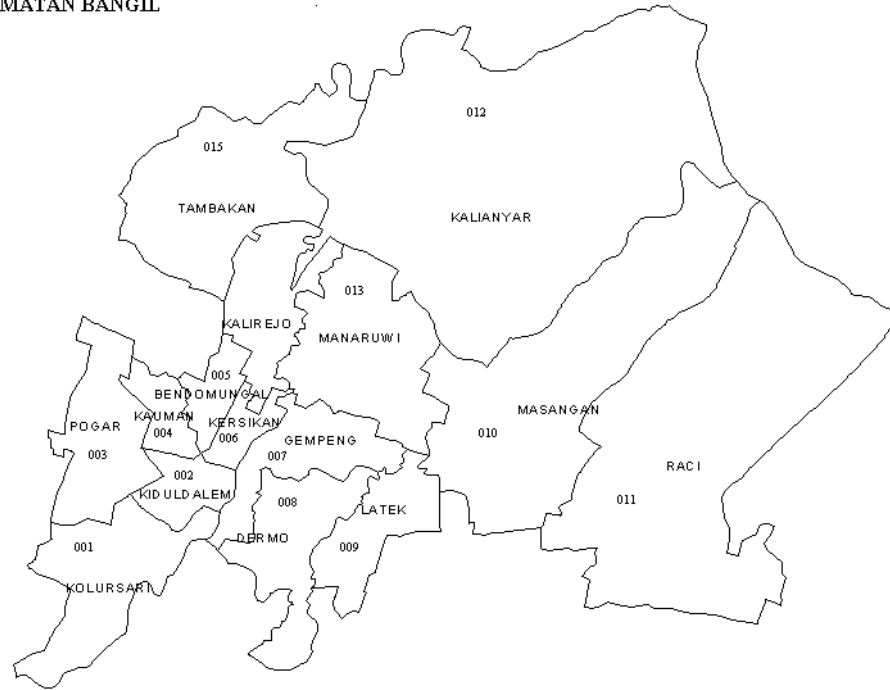 MATAN BANGIL
012
015
TAMBAKAN
KALIANYAR
013
KALIREJO
MANARUWI
005
BENDOMUNGAL
KAUMAN
MASANGAN
POGAR
004
KERSIKAN
006
010
GEMPENG
003
007
RACI
002
KIDULDALEM
008
011
LATEK
001
DERMO
009
KOLURSARI